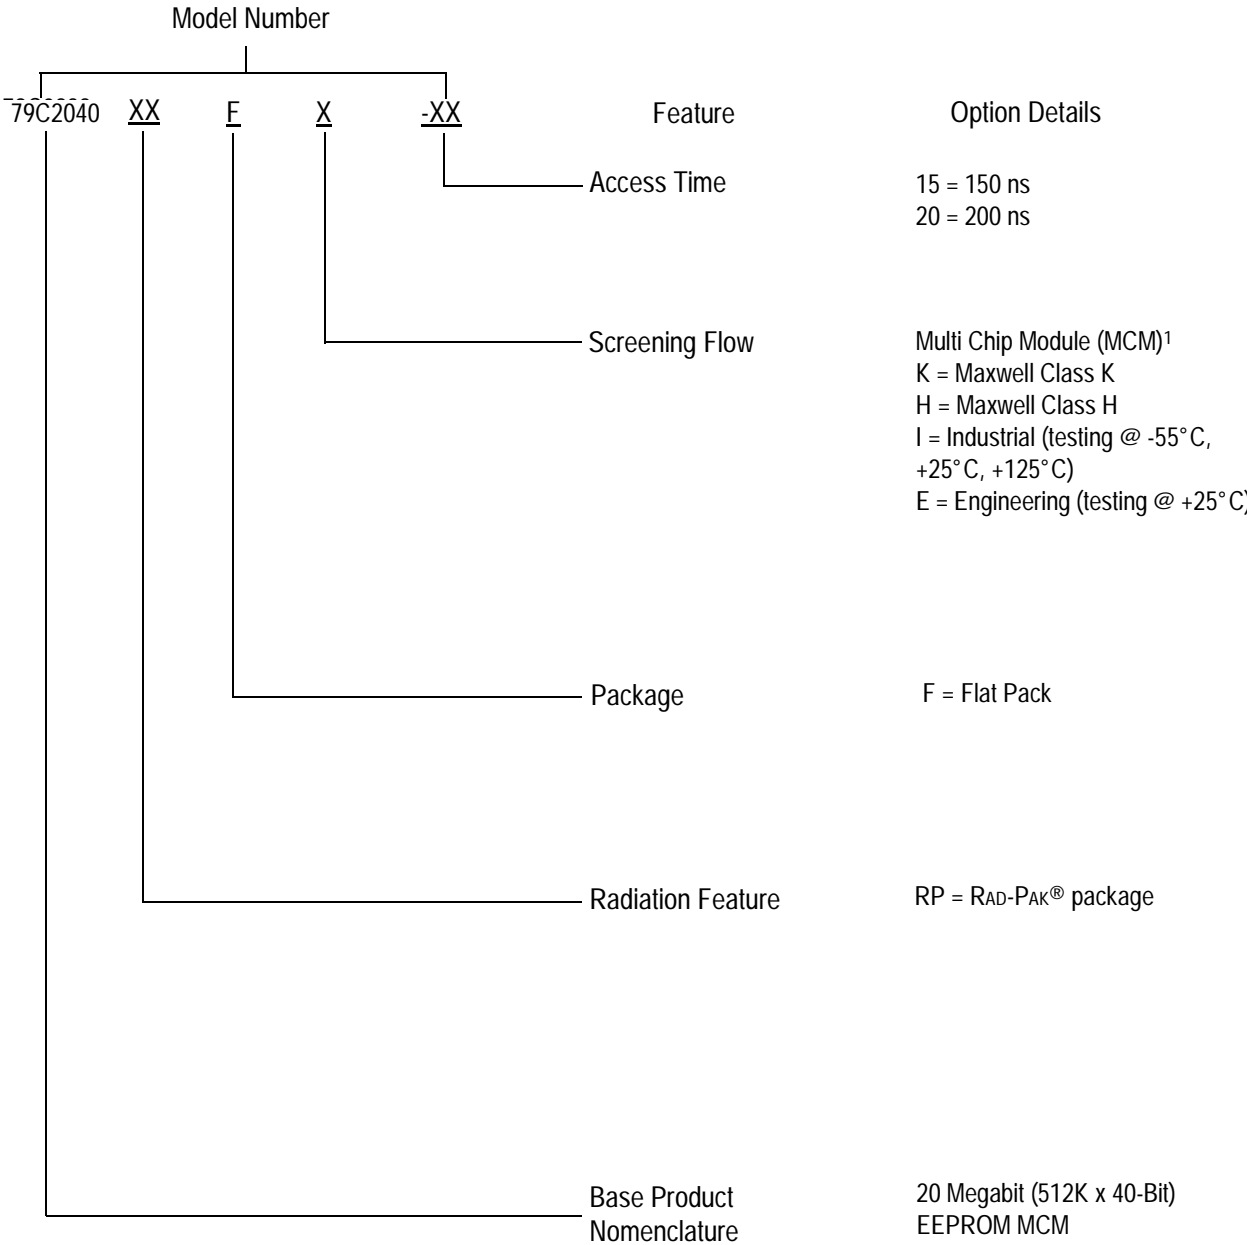 Model Number
79C2040 XX F X -XX Feature Option Details
Access Time 15 = 150 ns
20 = 200 ns
Screening Flow Multi Chip Module (MCM)1
K = Maxwell Class K
H = Maxwell Class H
I = Industrial (testing @ -55°C,
+25°C, +125°C)
E = Engineering (testing @ +25°C)
Package F = Flat Pack
Radiation Feature RP = RAD-PAK® package
Base Product 20 Megabit (512K x 40-Bit)
Nomenclature EEPROM MCM